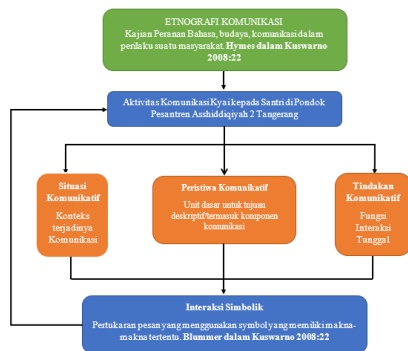 ETNOGRAFI KOMUNIKASI
Kajian Peranan Bahasa, budaya, komunikasi dalam
perilaku suatu masyarakat. Hymes dalam Kuswarno
2008:22
Aktivitas Komunikasi Kyai kepada Santri di Pondok
Pesantren Asshiddiqiyah 2 Tangerang
Situasi
Komunikatif
Konteks
terjadinya
Komunikasi
Peristiwa Komunikatif
Unit dasar untuk tujuan
deskriptif/termasuk komponen
komunikasi
Tindakan
Komunikatif
Fungsi
Interaksi
Tunggal
Interaksi Simbolik
Pertukaran pesan yang menggunakan symbol yang memiliki makna-
makna tertentu. Blummer dalam Kuswarno 2008:22